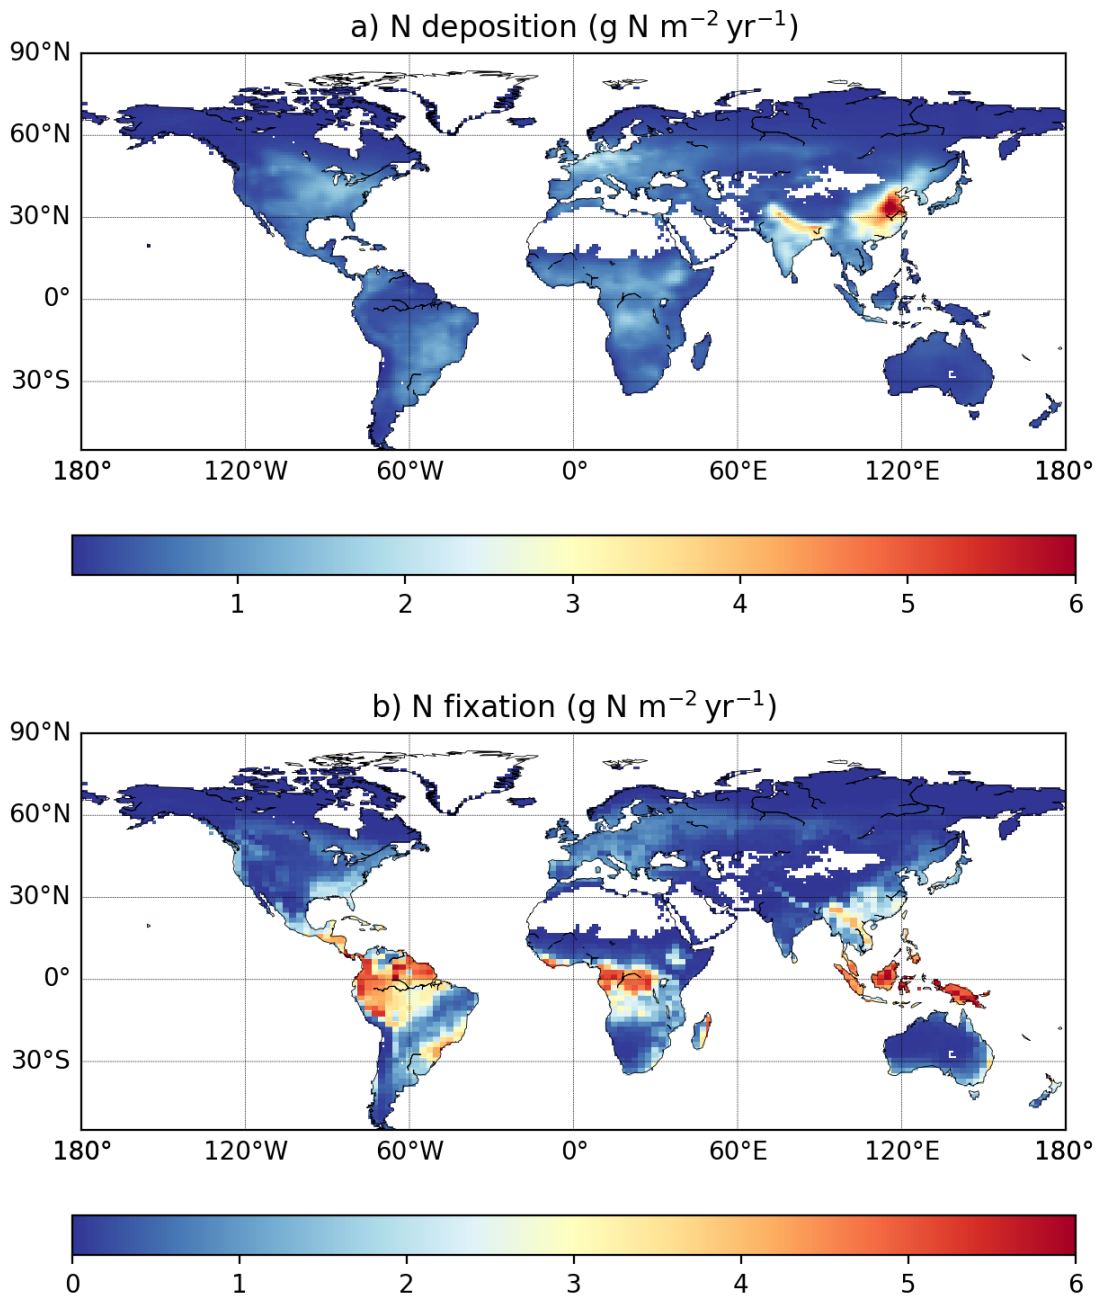 a) N deposition (g N m⁻² yr⁻¹)
90°N
60°N
30°N
0°
30°S
180° 120°W 60°W 0° 60°E 120°E 180°
1 2 3 4 5 6
b) N fixation (g N m⁻² yr⁻¹)
90°N
60°N
30°N
0°
30°S
180° 120°W 60°W 0° 60°E 120°E 180°
0 1 2 3 4 5 6